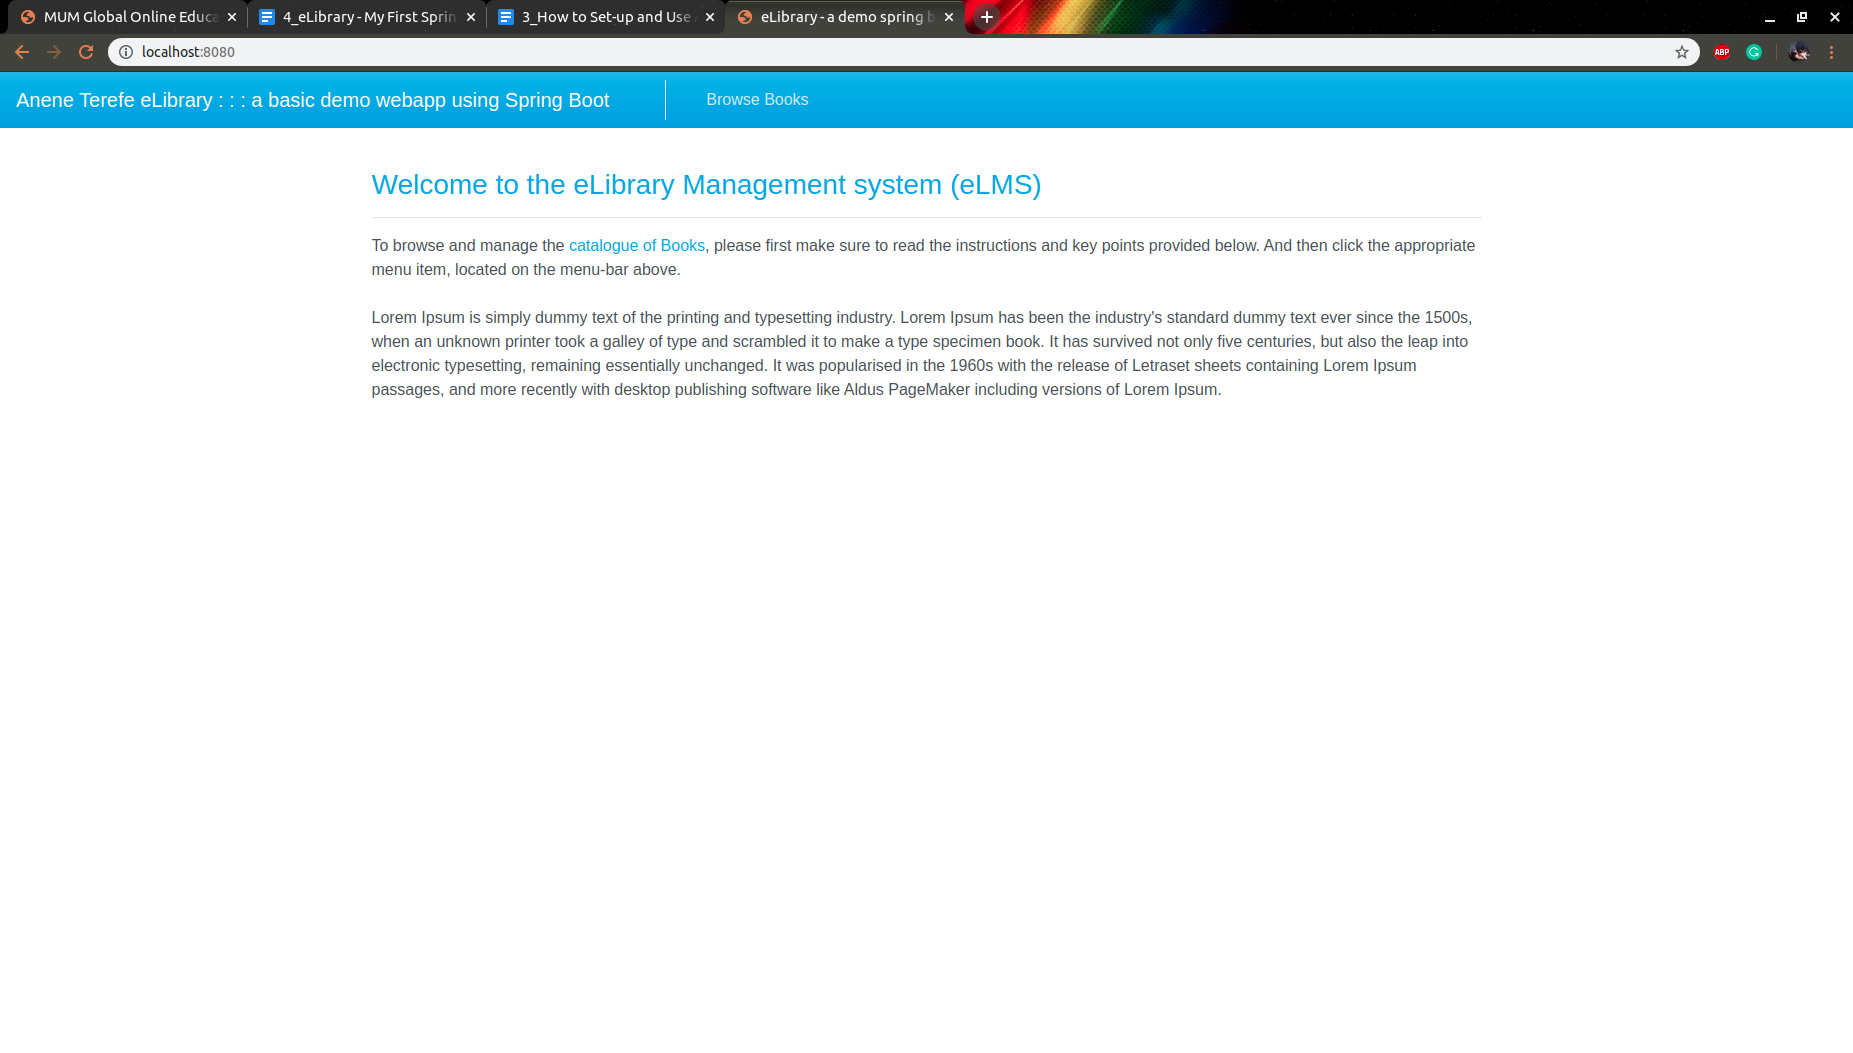 MUM Global Online Educa
4_eLibrary - My First Sprin
3_How to Set-up and Use
eLibrary - a demo spring b
localhost:8080
ABP
Anene Terefe eLibrary : : : a basic demo webapp using Spring Boot
Browse Books
Welcome to the eLibrary Management system (eLMS)
To browse and manage the catalogue of Books, please first make sure to read the instructions and key points provided below. And then click the appropriate
menu item, located on the menu-bar above.
Lorem Ipsum is simply dummy text of the printing and typesetting industry. Lorem Ipsum has been the industry's standard dummy text ever since the 1500s,
when an unknown printer took a galley of type and scrambled it to make a type specimen book. It has survived not only five centuries, but also the leap into
electronic typesetting, remaining essentially unchanged. It was popularised in the 1960s with the release of Letraset sheets containing Lorem Ipsum
passages, and more recently with desktop publishing software like Aldus PageMaker including versions of Lorem Ipsum.